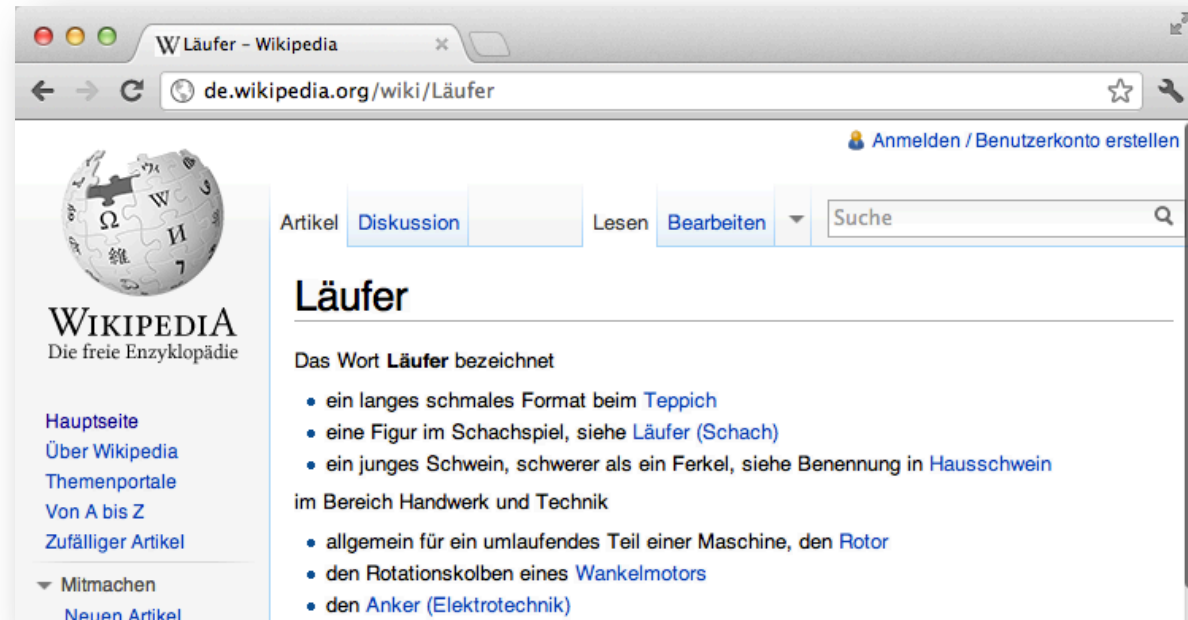 Läufer – Wikipedia
de.wikipedia.org/wiki/Läufer
Anmelden / Benutzerkonto erstellen
Artikel Diskussion Lesen Bearbeiten Suche
WIKIPEDIA
Die freie Enzyklopädie
Hauptseite
Über Wikipedia
Themenportale
Von A bis Z
Zufälliger Artikel
Mitmachen
Neuen Artikel
Läufer
Das Wort Läufer bezeichnet
ein langes schmales Format beim Teppich
eine Figur im Schachspiel, siehe Läufer (Schach)
ein junges Schwein, schwerer als ein Ferkel, siehe Benennung in Hausschwein
im Bereich Handwerk und Technik
allgemein für ein umlaufendes Teil einer Maschine, den Rotor
den Rotationskolben eines Wankelmotors
den Anker (Elektrotechnik)